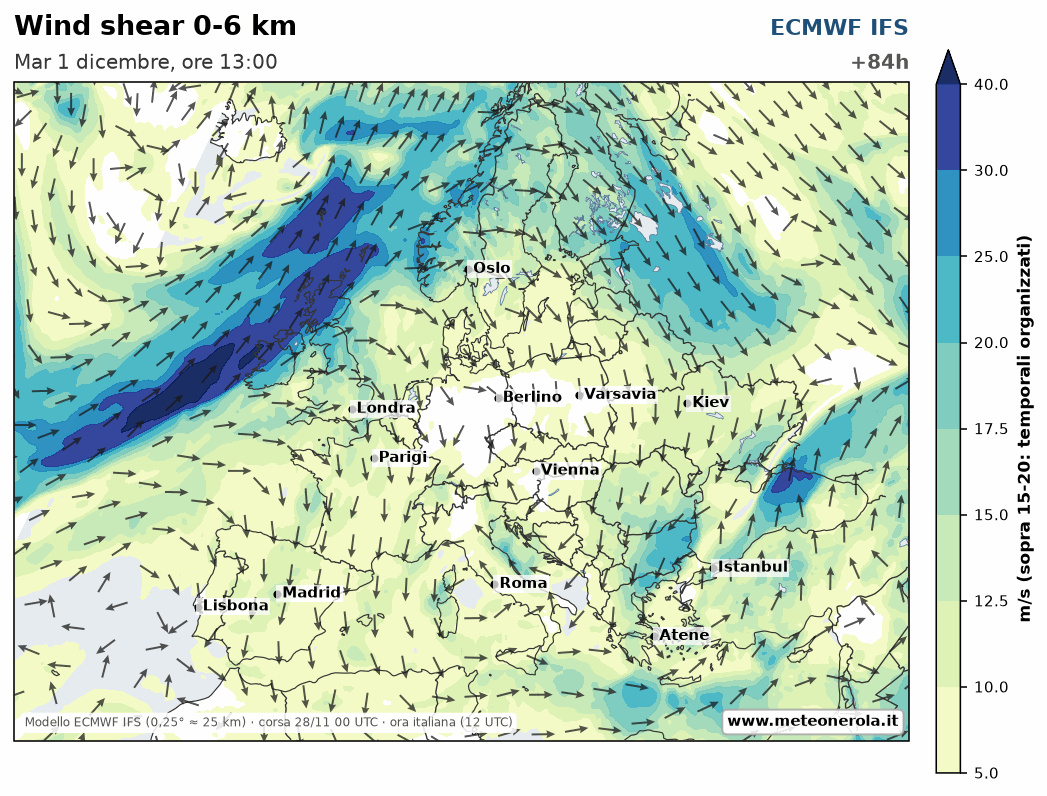 Wind shear 0-6 km
ECMWF IFS
Mar 1 dicembre, ore 13:00
+84h
40.0
30.0
25.0
20.0
17.5
15.0
12.5
10.0
5.0
m/s (sopra 15-20: temporali organizzati)
Oslo
Berlino
Varsavia
Kiev
Londra
Parigi
Vienna
Istanbul
Roma
Madrid
Lisbona
Atene
Modello ECMWF IFS (0,25° ≈ 25 km) · corsa 28/11 00 UTC · ora italiana (12 UTC)
www.meteonerola.it